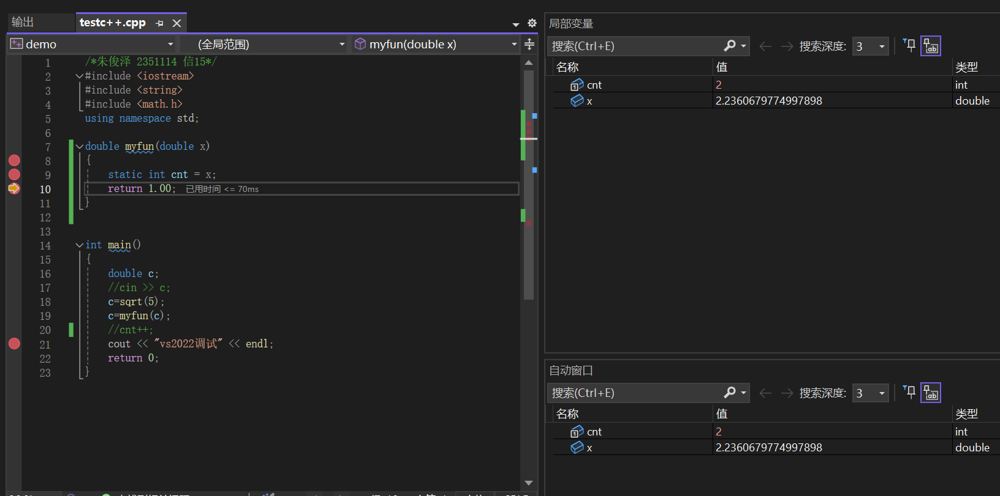 输出
testc++.cpp
demo
(全局范围)
myfun(double x)
1 /*朱俊泽 2351114 信15*/
2 #include <iostream>
3 #include <string>
4 #include <math.h>
5 using namespace std;
6
7 double myfun(double x)
8 {
9 static int cnt = x;
10 return 1.00; 已用时间 <= 70ms
11 }
12
13
14 int main()
15 {
16 double c;
17 //cin >> c;
18 c=sqrt(5);
19 c=myfun(c);
20 //cnt++;
21 cout << "vs2022调试" << endl;
22 return 0;
23 }
局部变量
搜索(Ctrl+E)
搜索深度: 3
名称 值 类型
cnt 2 int
x 2.2360679774997898 double
自动窗口
搜索(Ctrl+E)
搜索深度: 3
名称 值 类型
cnt 2 int
x 2.2360679774997898 double